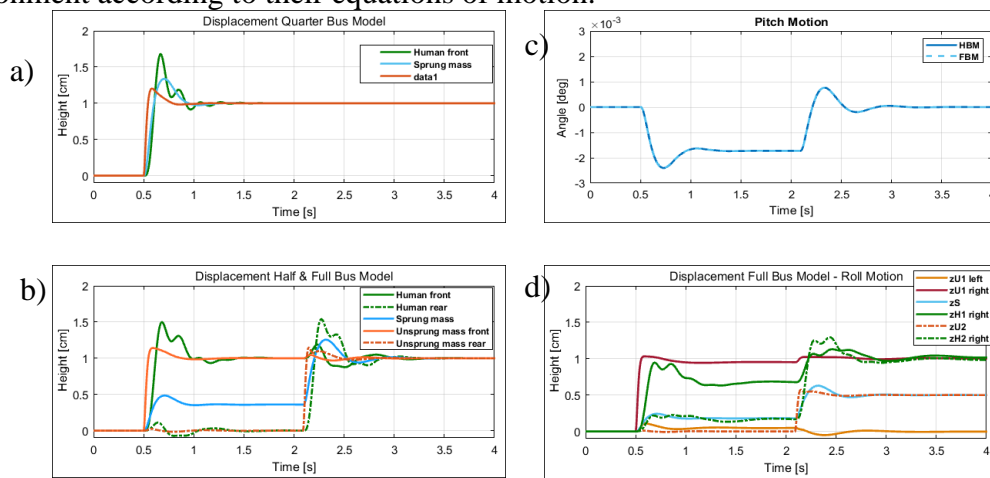 onment according to their equations of motion.
a)
Displacement Quarter Bus Model
Height [cm]
2
1
0
Human front
Sprung mass
data1
0 0.5 1 1.5 2 2.5 3 3.5 4
Time [s]
c)
Pitch Motion
×10⁻³
Angle [deg]
3
2
1
0
-1
-2
-3
HBM
FBM
0 0.5 1 1.5 2 2.5 3 3.5 4
Time [s]
b)
Displacement Half & Full Bus Model
Height [cm]
2
1.5
1
0.5
0
Human front
Human rear
Sprung mass
Unsprung mass front
Unsprung mass rear
0 0.5 1 1.5 2 2.5 3 3.5 4
Time [s]
d)
Displacement Full Bus Model - Roll Motion
Height [cm]
2
1.5
1
0.5
0
zU1 left
zU1 right
zS
zH1 right
zU2
zH2 right
0 0.5 1 1.5 2 2.5 3 3.5 4
Time [s]